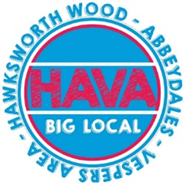 HAWKSWORTH WOOD - ABBEYDALES - VESPERS AREA -
HAVA
BIG LOCAL